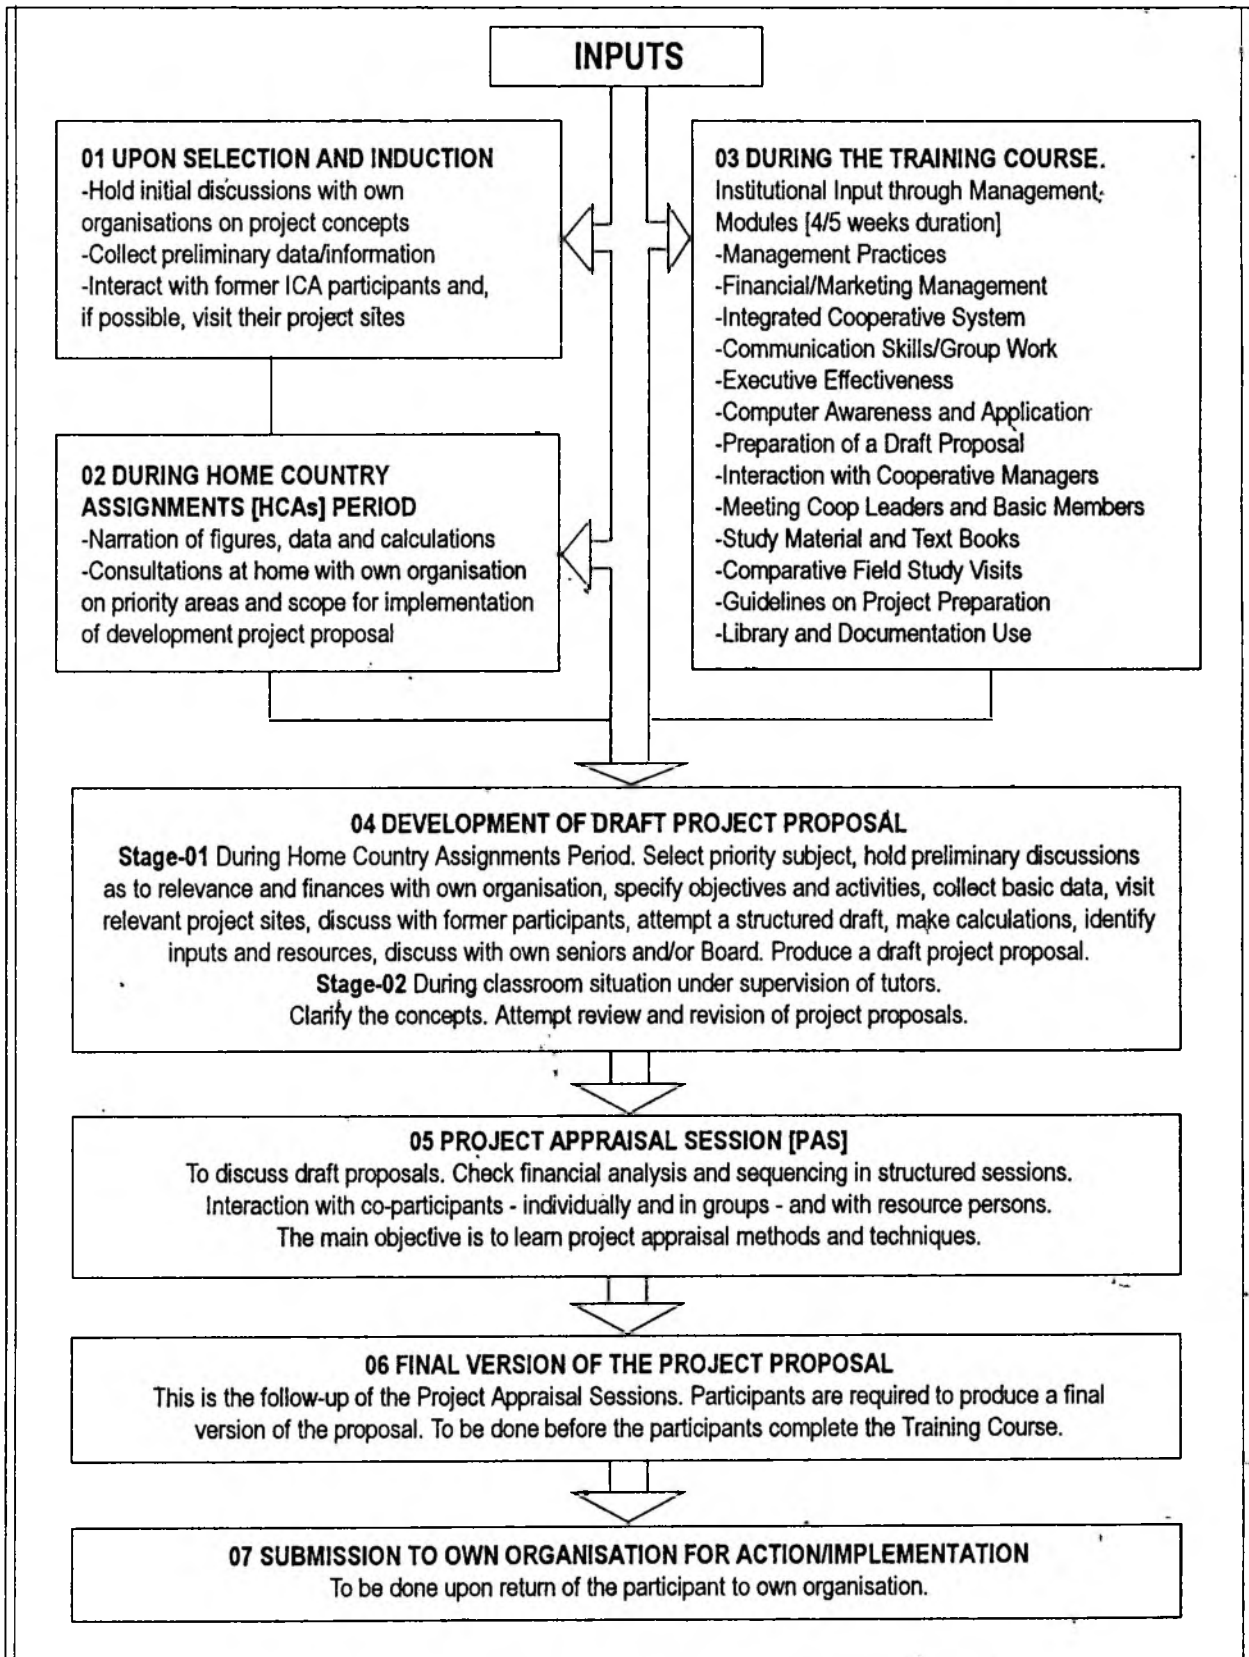 INPUTS
01 UPON SELECTION AND INDUCTION
-Hold initial discussions with own
organisations on project concepts
-Collect preliminary data/information
-Interact with former ICA participants and,
if possible, visit their project sites
02 DURING HOME COUNTRY
ASSIGNMENTS [HCAs] PERIOD
-Narration of figures, data and calculations
-Consultations at home with own organisation
on priority areas and scope for implementation
of development project proposal
03 DURING THE TRAINING COURSE.
Institutional Input through Management
Modules [4/5 weeks duration]
-Management Practices
-Financial/Marketing Management
-Integrated Cooperative System
-Communication Skills/Group Work
-Executive Effectiveness
-Computer Awareness and Application
-Preparation of a Draft Proposal
-Interaction with Cooperative Managers
-Meeting Coop Leaders and Basic Members
-Study Material and Text Books
-Comparative Field Study Visits
-Guidelines on Project Preparation
-Library and Documentation Use
04 DEVELOPMENT OF DRAFT PROJECT PROPOSAL
Stage-01 During Home Country Assignments Period. Select priority subject, hold preliminary discussions
as to relevance and finances with own organisation, specify objectives and activities, collect basic data, visit
relevant project sites, discuss with former participants, attempt a structured draft, make calculations, identify
inputs and resources, discuss with own seniors and/or Board. Produce a draft project proposal.
Stage-02 During classroom situation under supervision of tutors.
Clarify the concepts. Attempt review and revision of project proposals.
05 PROJECT APPRAISAL SESSION [PAS]
To discuss draft proposals. Check financial analysis and sequencing in structured sessions.
Interaction with co-participants - individually and in groups - and with resource persons.
The main objective is to learn project appraisal methods and techniques.
06 FINAL VERSION OF THE PROJECT PROPOSAL
This is the follow-up of the Project Appraisal Sessions. Participants are required to produce a final
version of the proposal. To be done before the participants complete the Training Course.
07 SUBMISSION TO OWN ORGANISATION FOR ACTION/IMPLEMENTATION
To be done upon return of the participant to own organisation.